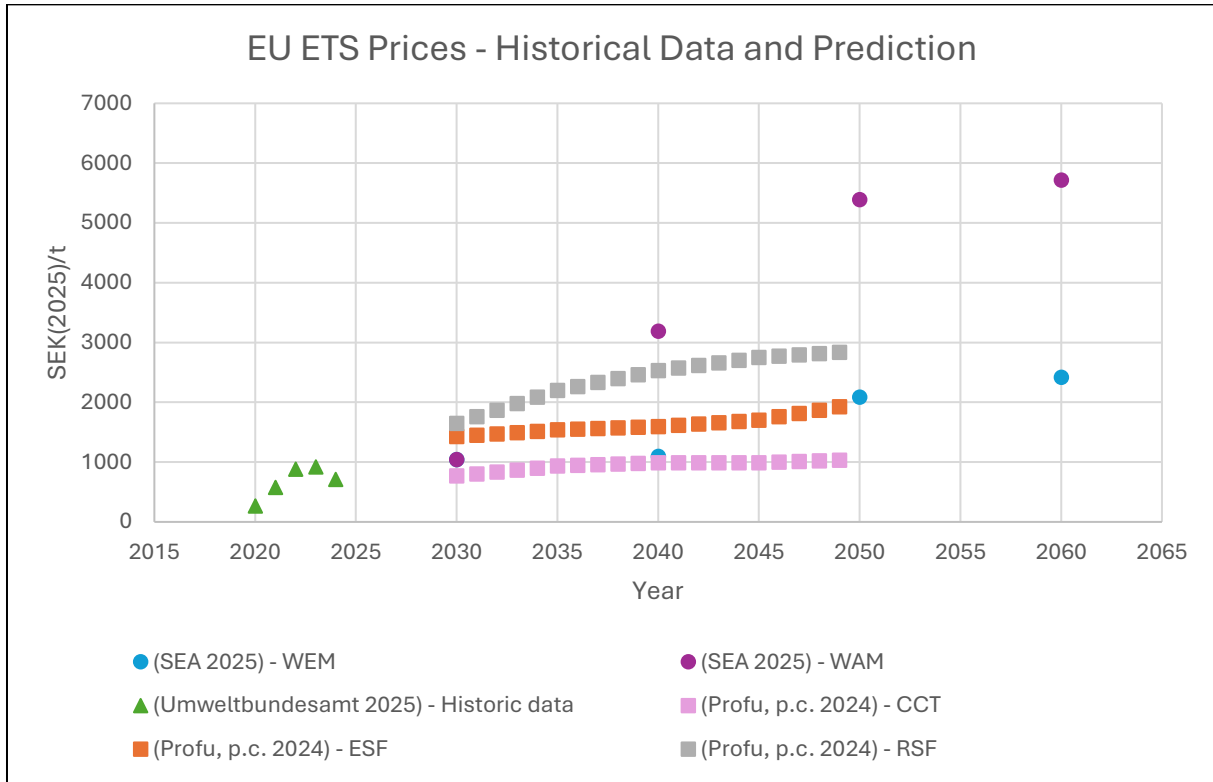 EU ETS Prices - Historical Data and Prediction
7000
6000
5000
4000
3000
2000
1000
0
SEK(2025)/t
2015 2020 2025 2030 2035 2040 2045 2050 2055 2060 2065
Year
(SEA 2025) - WEM
(SEA 2025) - WAM
(Umweltbundesamt 2025) - Historic data
(Profu, p.c. 2024) - CCT
(Profu, p.c. 2024) - ESF
(Profu, p.c. 2024) - RSF